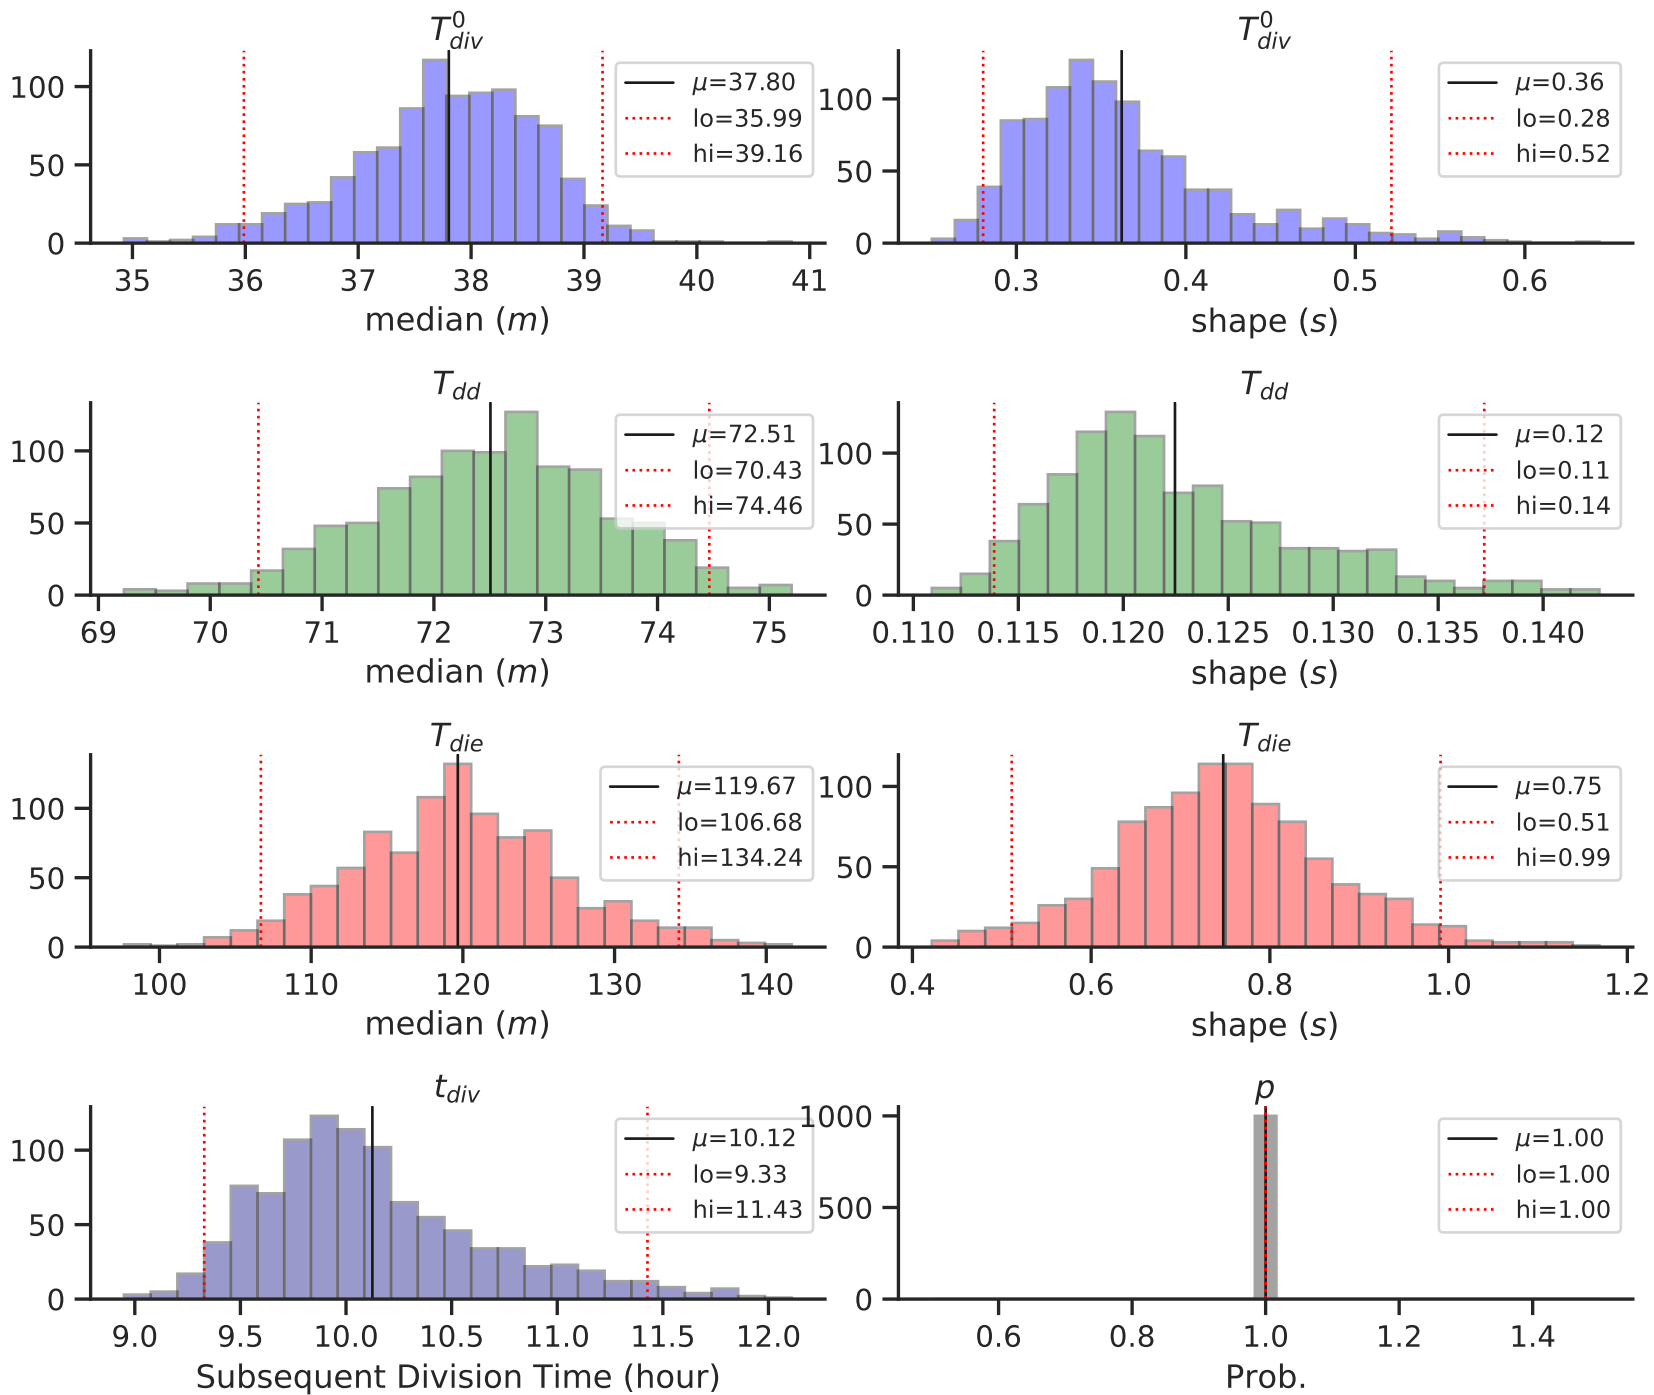 T⁰div
100
50
0
μ=37.80
lo=35.99
hi=39.16
35 36 37 38 39 40 41
median (m)
T⁰div
100
50
0
μ=0.36
lo=0.28
hi=0.52
0.3 0.4 0.5 0.6
shape (s)
Tdd
100
50
0
μ=72.51
lo=70.43
hi=74.46
69 70 71 72 73 74 75
median (m)
Tdd
100
50
0
μ=0.12
lo=0.11
hi=0.14
0.110 0.115 0.120 0.125 0.130 0.135 0.140
shape (s)
Tdie
100
50
0
μ=119.67
lo=106.68
hi=134.24
100 110 120 130 140
median (m)
Tdie
100
50
0
μ=0.75
lo=0.51
hi=0.99
0.4 0.6 0.8 1.0 1.2
shape (s)
tdiv
100
50
0
μ=10.12
lo=9.33
hi=11.43
9.0 9.5 10.0 10.5 11.0 11.5 12.0
Subsequent Division Time (hour)
p
1000
500
0
μ=1.00
lo=1.00
hi=1.00
0.6 0.8 1.0 1.2 1.4
Prob.